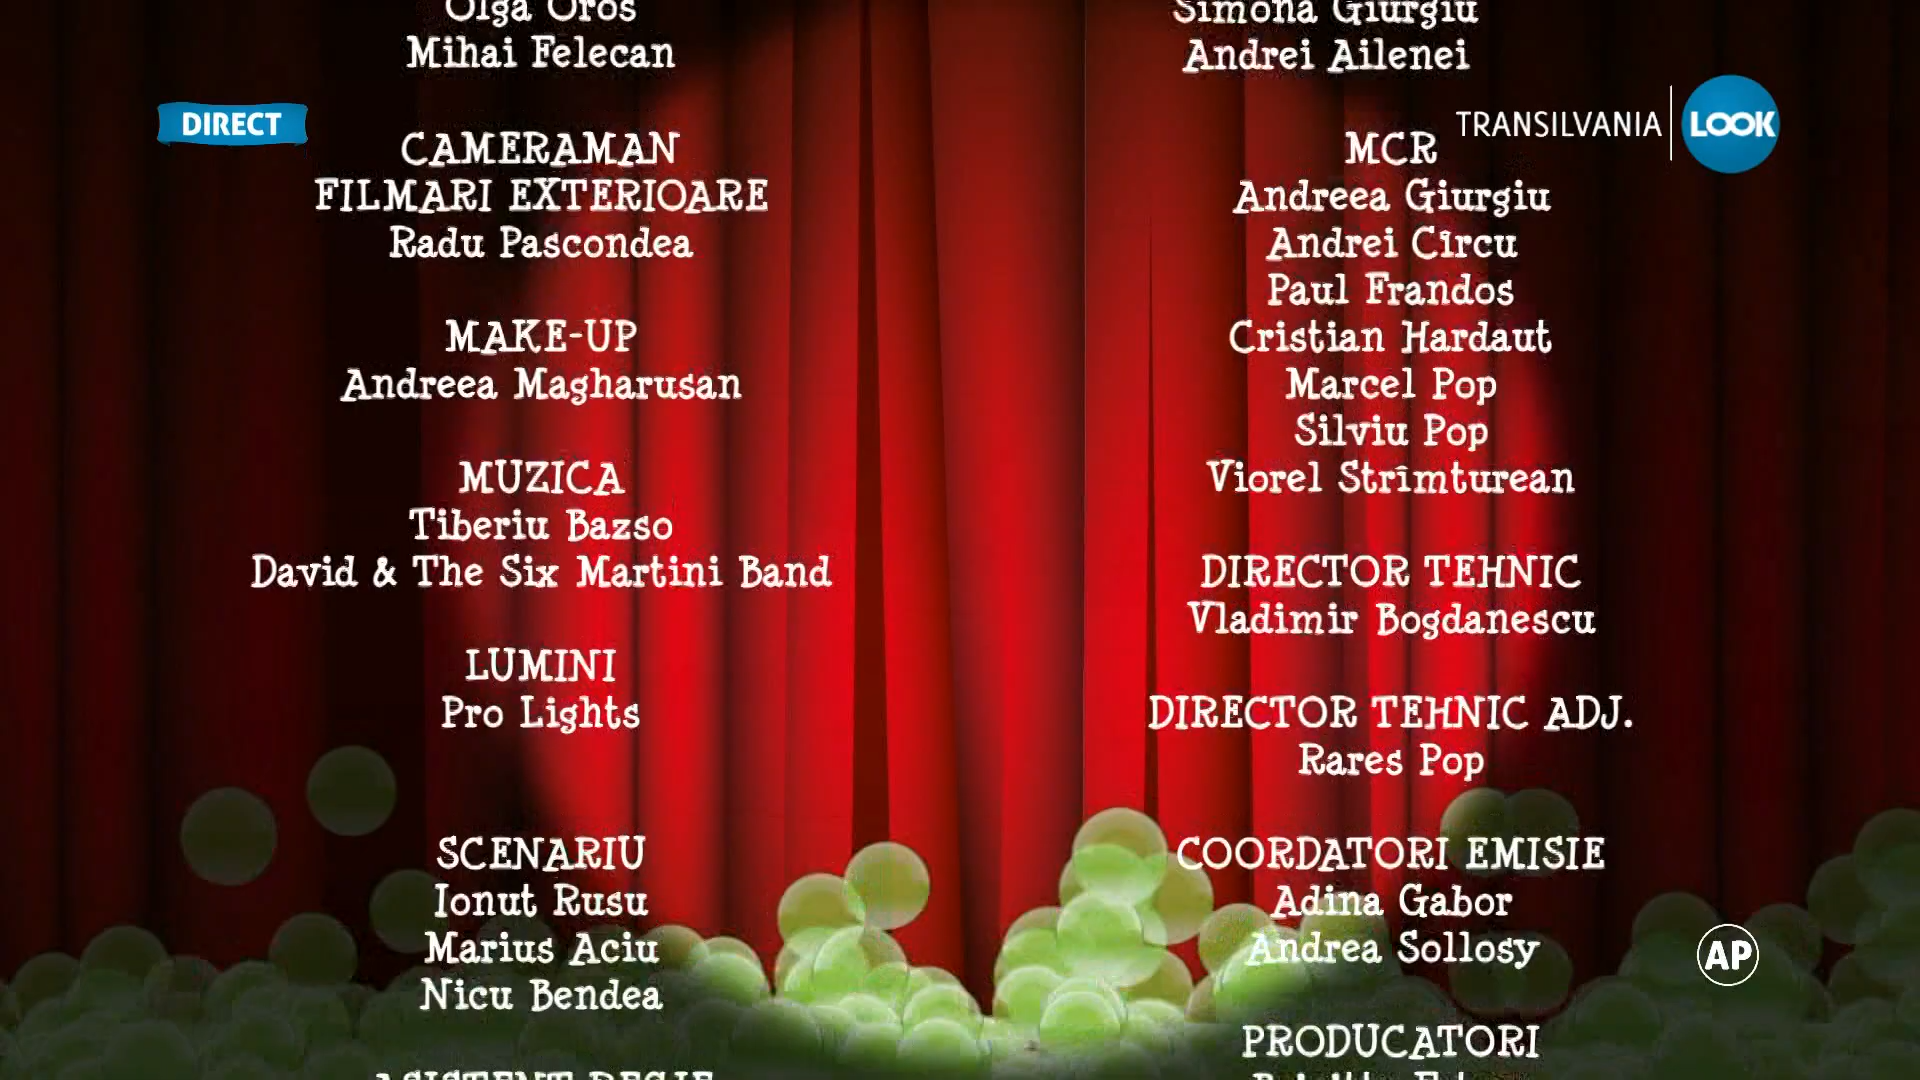 Olga Oros
Mihai Felecan
DIRECT
CAMERAMAN
FILMARI EXTERIOARE
Radu Pascondea
MAKE-UP
Andreea Magharusan
MUZICA
Tiberiu Bazso
David & The Six Martini Band
LUMINI
Pro Lights
SCENARIU
Ionut Rusu
Marius Aciu
Nicu Bendea
ASISTENT REGIE
Simona Giurgiu
Andrei Ailenei
TRANSILVANIA LOOK
MCR
Andreea Giurgiu
Andrei Cîrcu
Paul Frandos
Cristian Hardaut
Marcel Pop
Silviu Pop
Viorel Strîmturean
DIRECTOR TEHNIC
Vladimir Bogdanescu
DIRECTOR TEHNIC ADJ.
Rares Pop
COORDATORI EMISIE
Adina Gabor
Andrea Sollosy
AP
PRODUCATORI